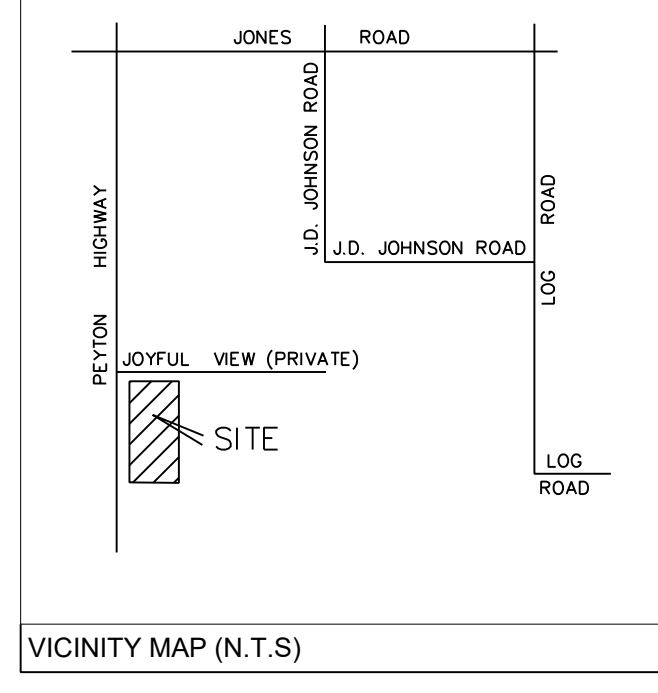 JONES ROAD
J.D. JOHNSON ROAD
PEYTON HIGHWAY
LOG ROAD
J.D. JOHNSON ROAD
JOYFUL VIEW (PRIVATE)
SITE
LOG
ROAD
VICINITY MAP (N.T.S)